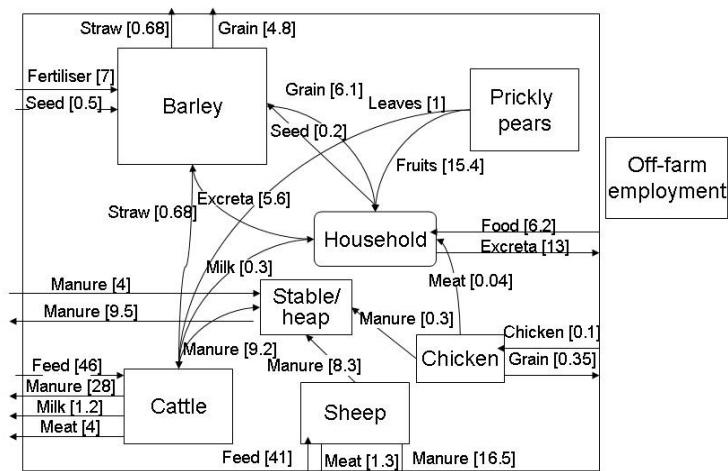 Straw [0.68]
Grain [4.8]
Fertiliser [7]
Seed [0.5]
Barley
Grain [6.1]
Leaves [1]
Prickly
pears
Seed [0.2]
Fruits [15.4]
Off-farm
employment
Straw [0.68]
Excreta [5.6]
Household
Food [6.2]
Excreta [13]
Milk [0.3]
Meat [0.04]
Manure [4]
Manure [9.5]
Stable/
heap
Manure [0.3]
Chicken
Chicken [0.1]
Grain [0.35]
Manure [9.2]
Manure [8.3]
Feed [46]
Manure [28]
Milk [1.2]
Meat [4]
Cattle
Sheep
Feed [41]
Meat [1.3]
Manure [16.5]